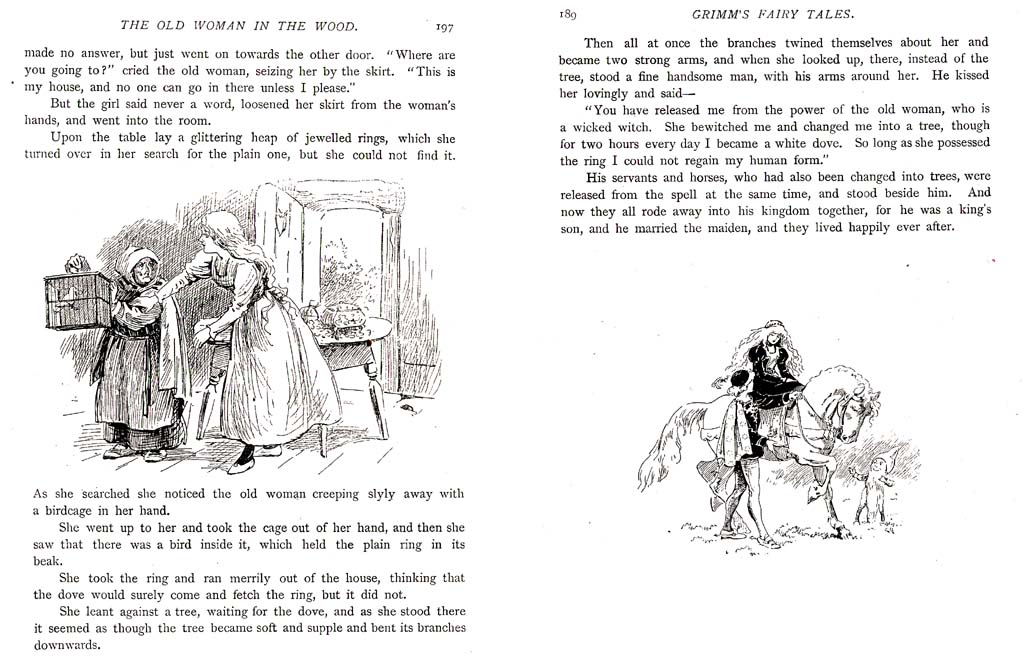 THE OLD WOMAN IN THE WOOD. 197
made no answer, but just went on towards the other door. "Where are
you going to?" cried the old woman, seizing her by the skirt. "This is
my house, and no one can go in there unless I please."
But the girl said never a word, loosened her skirt from the woman's
hands, and went into the room.
Upon the table lay a glittering heap of jewelled rings, which she
turned over in her search for the plain one, but she could not find it.
As she searched she noticed the old woman creeping slyly away with
a birdcage in her hand.
She went up to her and took the cage out of her hand, and then she
saw that there was a bird inside it, which held the plain ring in its
beak.
She took the ring and ran merrily out of the house, thinking that
the dove would surely come and fetch the ring, but it did not.
She leant against a tree, waiting for the dove, and as she stood there
it seemed as though the tree became soft and supple and bent its branches
downwards.
189 GRIMM'S FAIRY TALES.
Then all at once the branches twined themselves about her and
became two strong arms, and when she looked up, there, instead of the
tree, stood a fine handsome man, with his arms around her. He kissed
her lovingly and said—
"You have released me from the power of the old woman, who is
a wicked witch. She bewitched me and changed me into a tree, though
for two hours every day I became a white dove. So long as she possessed
the ring I could not regain my human form."
His servants and horses, who had also been changed into trees, were
released from the spell at the same time, and stood beside him. And
now they all rode away into his kingdom together, for he was a king's
son, and he married the maiden, and they lived happily ever after.